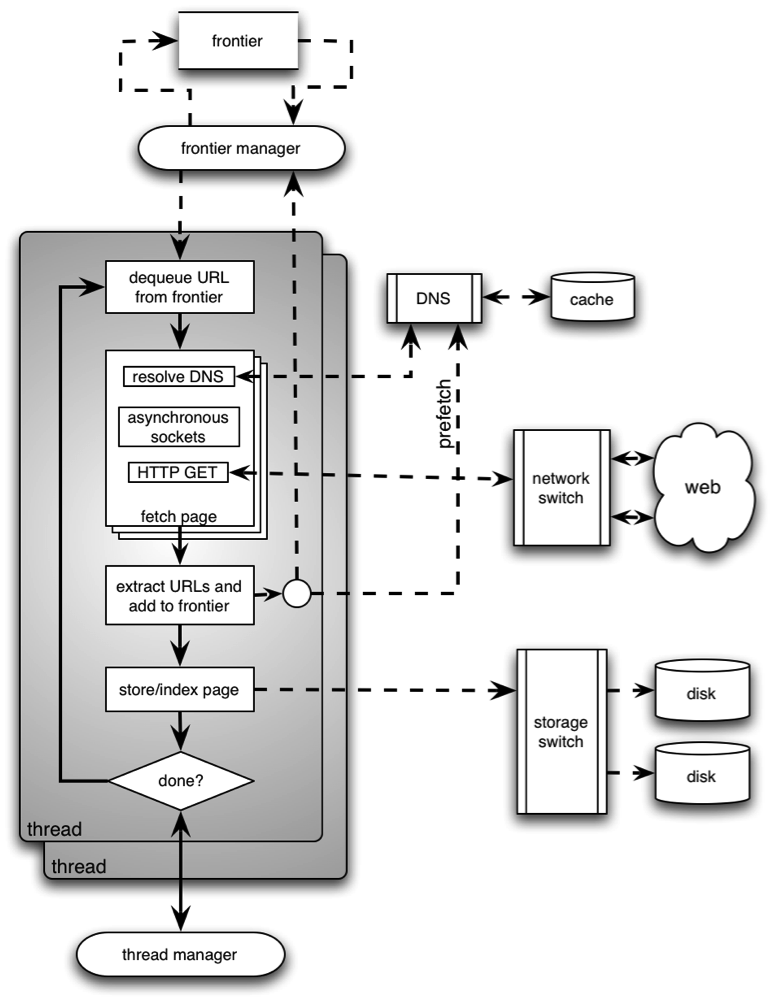 frontier
frontier manager
dequeue URL
from frontier
DNS
cache
resolve DNS
asynchronous
sockets
prefetch
HTTP GET
network
switch
web
fetch page
extract URLs and
add to frontier
store/index page
storage
switch
disk
disk
done?
thread
thread
thread manager